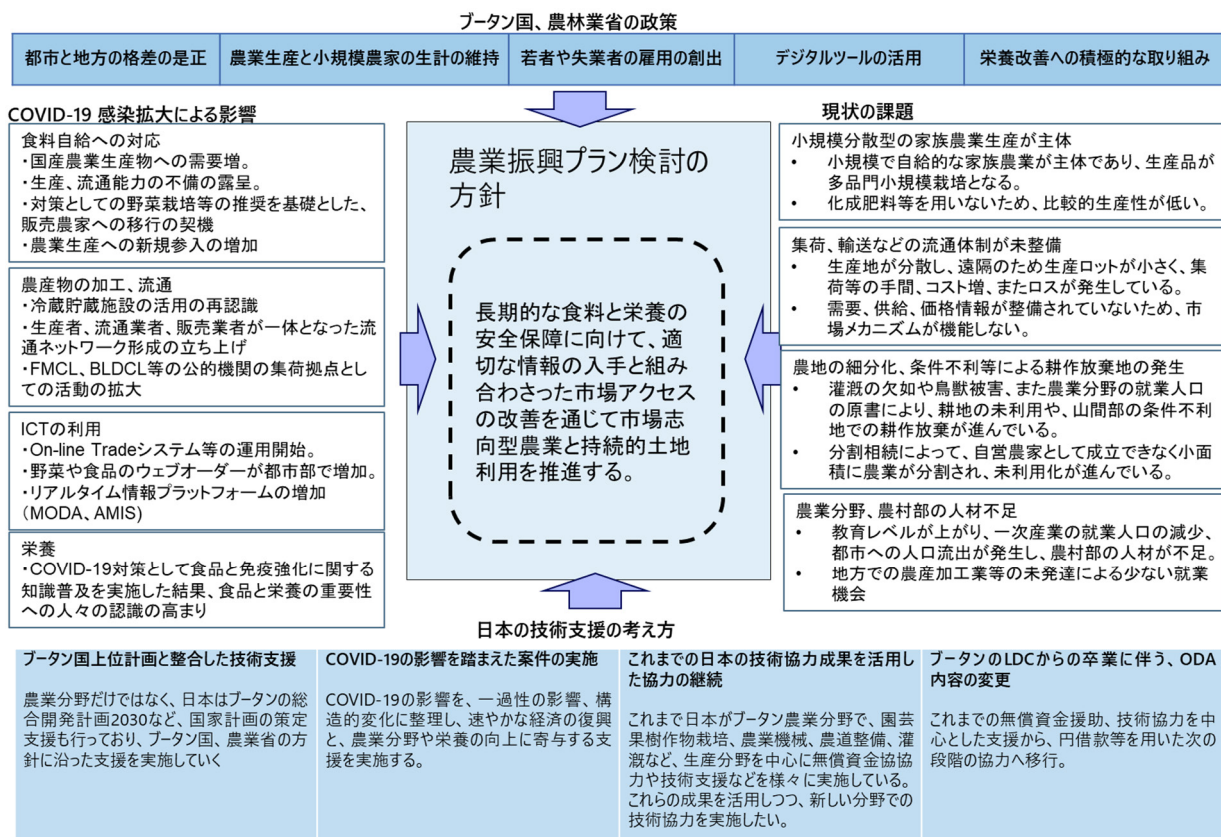 ブータン国、農林業省の政策
都市と地方の格差の是正
農業生産と小規模農家の生計の維持
若者や失業者の雇用の創出
デジタルツールの活用
栄養改善への積極的な取り組み
COVID-19 感染拡大による影響
食料自給への対応
・国産農業生産物への需要増。
・生産、流通能力の不備の露呈。
・対策としての野菜栽培等の推奨を基礎とした、
販売農家への移行の契機
・農業生産への新規参入の増加
農産物の加工、流通
・冷蔵貯蔵施設の活用の再認識
・生産者、流通業者、販売業者が一体となった流
通ネットワーク形成の立ち上げ
・FMCL、BLDCL等の公的機関の集荷拠点とし
ての活動の拡大
ICTの利用
・On-line Tradeシステム等の運用開始。
・野菜や食品のウェブオーダーが都市部で増加。
・リアルタイム情報プラットフォームの増加
(MODA、AMIS)
栄養
・COVID-19対策として食品と免疫強化に関する
知識普及を実施した結果、食品と栄養の重要性
への人々の認識の高まり
農業振興プラン検討の
方針
長期的な食料と栄養の
安全保障に向けて、適
切な情報の入手と組み
合わさった市場アクセス
の改善を通じて市場志
向型農業と持続的土地
利用を推進する。
現状の課題
小規模分散型の家族農業生産が主体
• 小規模で自給的な家族農業が主体であり、生産品が
多品門小規模栽培となる。
• 化成肥料等を用いないため、比較的生産性が低い。
集荷、輸送などの流通体制が未整備
• 生産地が分散し、遠隔のため生産ロットが小さく、集
荷等の手間、コスト増、またロスが発生している。
• 需要、供給、価格情報が整備されていないため、市
場メカニズムが機能しない。
農地の細分化、条件不利等による耕作放棄地の発生
• 灌漑の欠如や鳥獣被害、また農業分野の就業人口
の原書により、耕地の未利用や、山間部の条件不利
地での耕作放棄が進んでいる。
• 分割相続によって、自営農家として成立できなく小面
積に農業が分割され、未利用化が進んでいる。
農業分野、農村部の人材不足
• 教育レベルが上がり、一次産業の就業人口の減少、
都市への人口流出が発生し、農村部の人材が不足。
• 地方での農産加工業等の未発達による少ない就業
機会
日本の技術支援の考え方
ブータン国上位計画と整合した技術支援
農業分野だけではなく、日本はブータンの総
合開発計画2030など、国家計画の策定
支援も行っており、ブータン国、農業省の方
針に沿った支援を実施していく
COVID-19の影響を踏まえた案件の実施
COVID-19の影響を、一過性の影響、構
造的変化に整理し、速やかな経済の復興
と、農業分野や栄養の向上に寄与する支
援を実施する。
これまでの日本の技術協力成果を活用し
た協力の継続
これまで日本がブータン農業分野で、園芸
果樹作物栽培、農業機械、農道整備、灌
漑など、生産分野を中心に無償資金協協
力や技術支援などを様々に実施している。
これらの成果を活用しつつ、新しい分野での
技術協力を実施したい。
ブータンのLDCからの卒業に伴う、ODA
内容の変更
これまでの無償資金援助、技術協力を中
心とした支援から、円借款等を用いた次の
段階の協力へ移行。